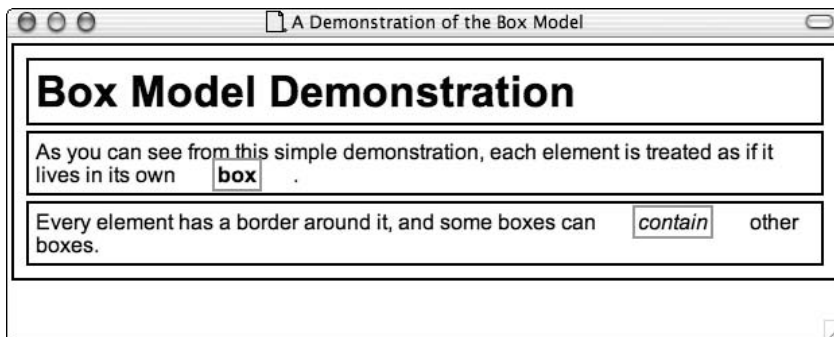 A Demonstration of the Box Model
Box Model Demonstration
As you can see from this simple demonstration, each element is treated as if it
lives in its own box .
Every element has a border around it, and some boxes can contain other
boxes.